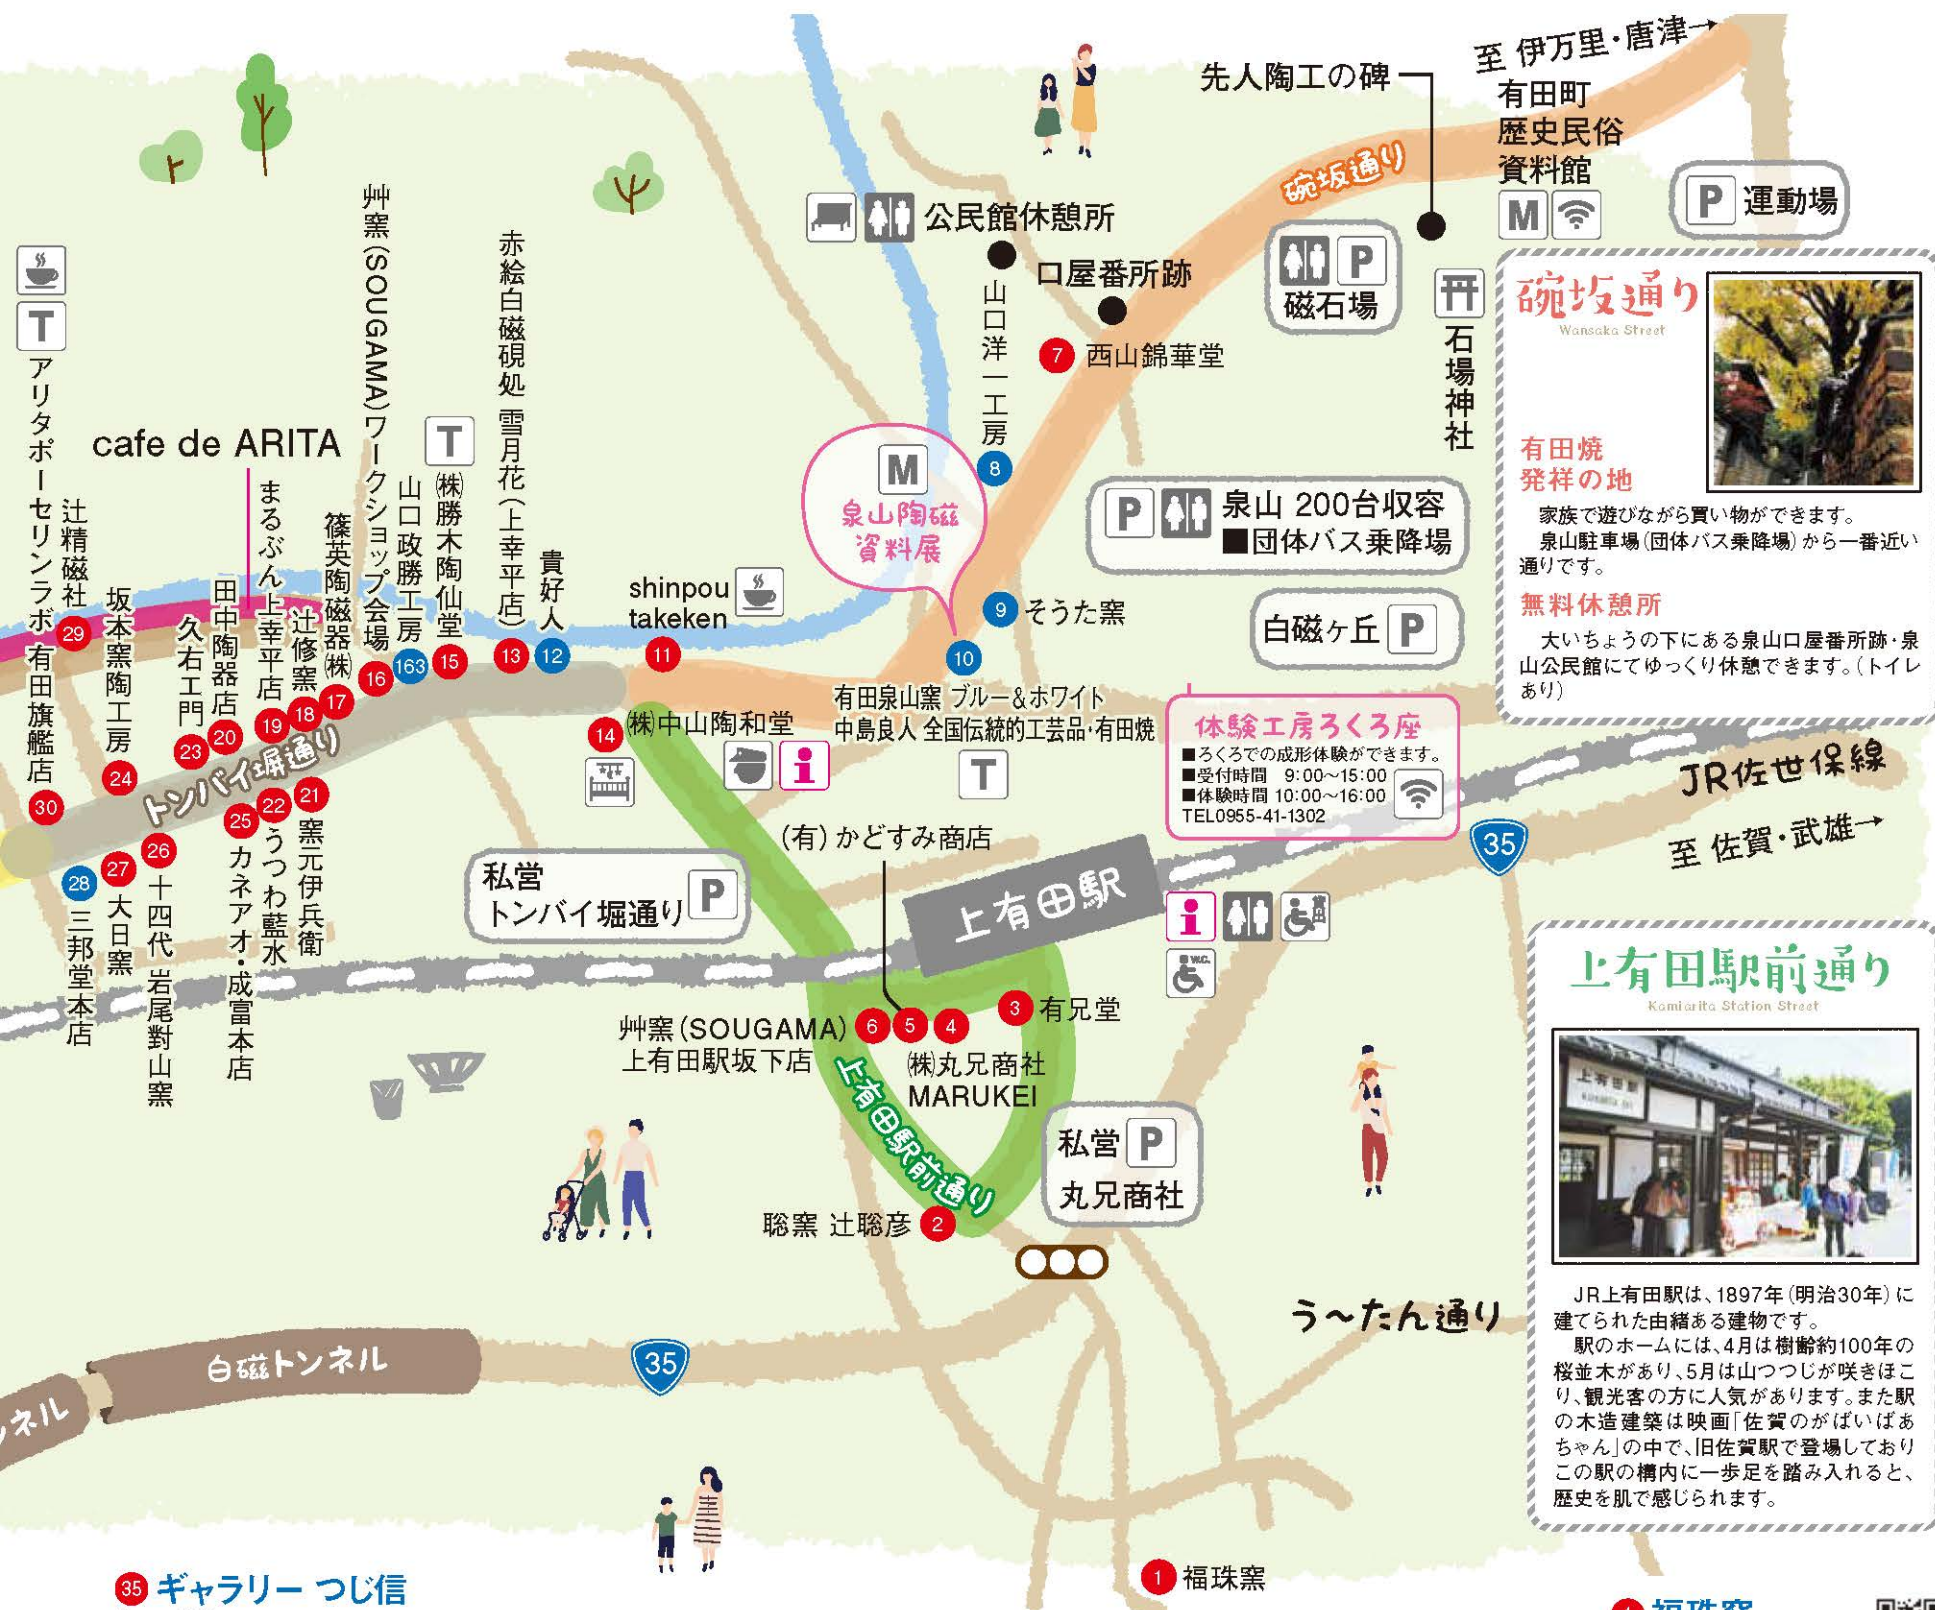 至 伊万里・唐津→
先人陶工の碑
有田町
歴史民俗
資料館
M
P 運動場
碗坂通り
公民館休憩所
口屋番所跡
P
磁石場
石場神社
7 西山錦華堂
山口洋一工房
8
M
泉山陶磁
資料展
P 泉山 200台収容
■団体バス乗降場
白磁ヶ丘 P
9 そうた窯
10
有田泉山窯 ブルー&ホワイト
中島良人 全国伝統的工芸品・有田焼
T
shinpou
takeken
11
貴好人
12
赤絵白磁硯処 雪月花(上幸平店)
13
T
㈱勝木陶仙堂
15
山口政勝工房
163
艸窯(SOUGAMA)ワークショップ会場
16
篠英陶磁器㈱
17
辻修窯
18
まるぶん上幸平店
19
cafe de ARITA
田中陶器店
20
久右エ門
23
坂本窯陶工房
24
辻精磁社
29
T
アリタポーセリンラボ 有田旗艦店
30
トンバイ塀通り
21
窯元伊兵衛
22
うつわ藍水
25
カネアオ・成富本店
26
十四代 岩尾對山窯
27
大日窯
28
三邦堂本店
14 ㈱中山陶和堂
i
私営
トンバイ堀通り P
(有)かどすみ商店
上有田駅
i
W.C.
貸出
体験工房ろくろ座
■ろくろでの成形体験ができます。
■受付時間 9:00〜15:00
■体験時間 10:00〜16:00
TEL0955-41-1302
JR佐世保線
35
至 佐賀・武雄→
3 有兄堂
艸窯(SOUGAMA) 6 5 4
上有田駅坂下店
㈱丸兄商社
MARUKEI
上有田駅前通り
私営 P
丸兄商社
聡窯 辻聡彦 2
う〜たん通り
白磁トンネル
35
ネル
1 福珠窯
35 ギャラリー つじ信
碗坂通り
Wansaka Street
有田焼
発祥の地
家族で遊びながら買い物ができます。
泉山駐車場(団体バス乗降場)から一番近い
通りです。
無料休憩所
大いちょうの下にある泉山口屋番所跡・泉
山公民館にてゆっくり休憩できます。(トイレ
あり)
上有田駅前通り
Kamiarita Station Street
上有田駅
JR上有田駅は、1897年(明治30年)に
建てられた由緒ある建物です。
駅のホームには、4月は樹齢約100年の
桜並木があり、5月は山つつじが咲きほこ
り、観光客の方に人気があります。また駅
の木造建築は映画「佐賀のがばいばあ
ちゃん」の中で、旧佐賀駅で登場しており
この駅の構内に一歩足を踏み入れると、
歴史を肌で感じられます。